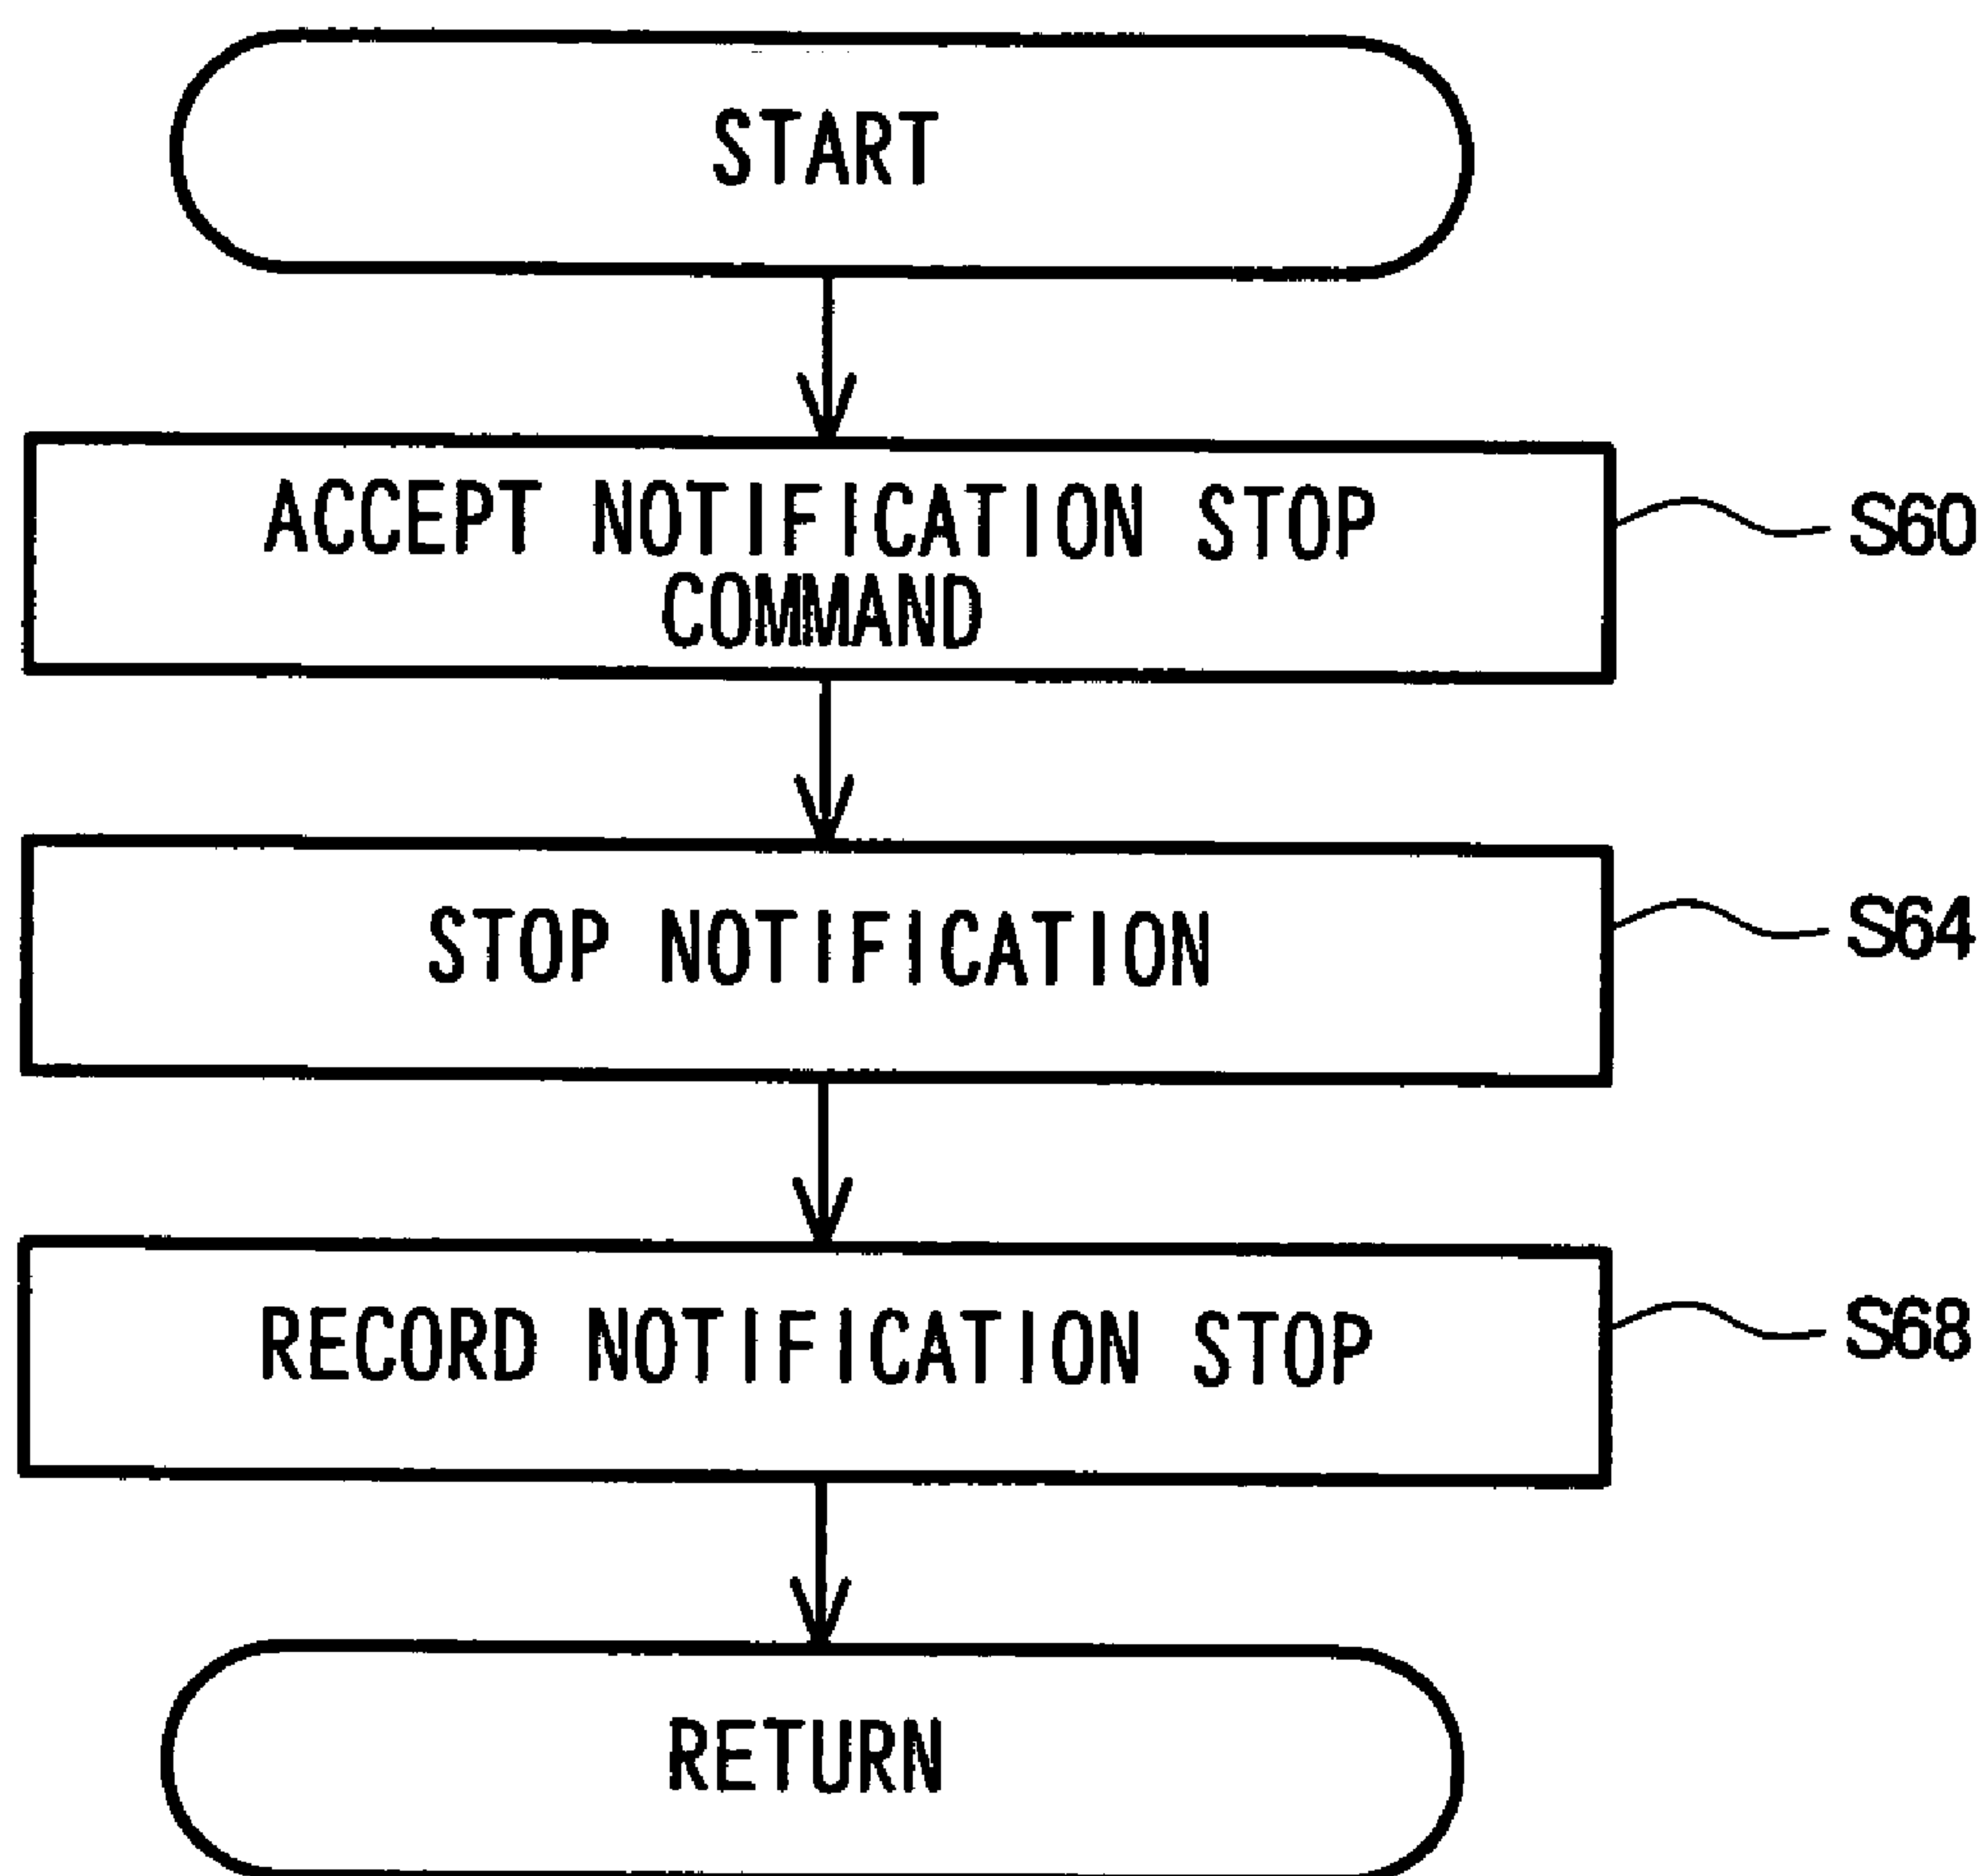 START
ACCEPT NOTIFICATION STOP
COMMAND
S60
STOP NOTIFICATION
S64
RECORD NOTIFICATION STOP
S68
RETURN